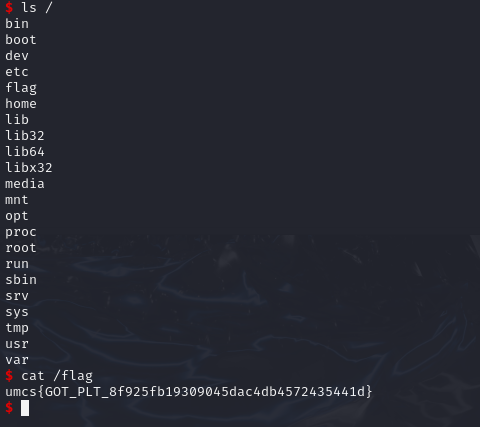 $ ls /
bin
boot
dev
etc
flag
home
lib
lib32
lib64
libx32
media
mnt
opt
proc
root
run
sbin
srv
sys
tmp
usr
var
$ cat /flag
umcs{GOT_PLT_8f925fb19309045dac4db4572435441d}
$